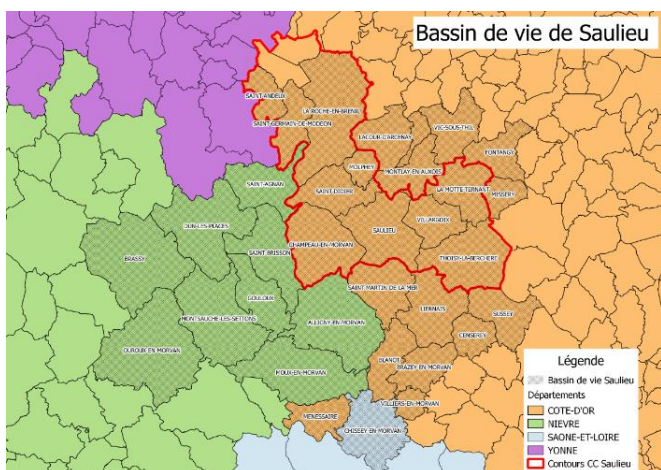 Bassin de vie de Saulieu
SAINT-ANDEUX
LA ROCHE-EN-BRENIL
SAINT-GERMAIN-DE-MODEON
LACOUR-D'ARCENAY
VIC-SOUS-THIL
FONTANGY
MOLPHEY
MONTLAY-EN-AUXOIS
SAINT-AGNAN
SAINT-DIDIER
LA MOTTE-TERNANT
MISSERY
DUN-LES-PLACES
VILLARGOIX
SAULIEU
CHAMPEAU-EN-MORVAN
SAINT-BRISSON
BRASSY
THOISY-LA-BERCHERE
SAINT MARTIN DE LA MER
GOULOUX
LIERNAIS
SUSSEY
MONTSAUCHE-LES-SETTONS
ALLIGNY-EN-MORVAN
CENSEREY
OUROUX-EN-MORVAN
BLANOT
BRAZEY-EN-MORVAN
MOUX-EN-MORVAN
VILLIERS-EN-MORVAN
MENESSAIRE
CHISSEY-EN-MORVAN
Légende
Bassin de vie Saulieu
Départements
COTE-D'OR
NIEVRE
SAONE-ET-LOIRE
YONNE
Contours CC Saulieu